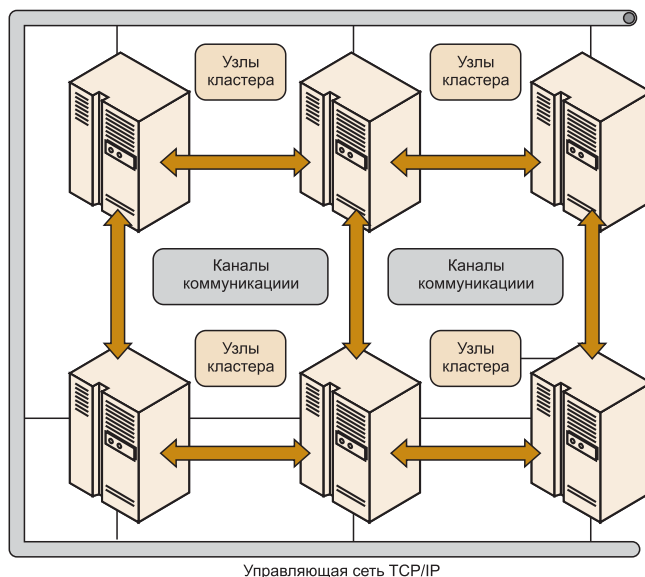 Узлы
кластера
Узлы
кластера
Каналы
коммуникациии
Каналы
коммуникациии
Узлы
кластера
Узлы
кластера
Управляющая сеть TCP/IP